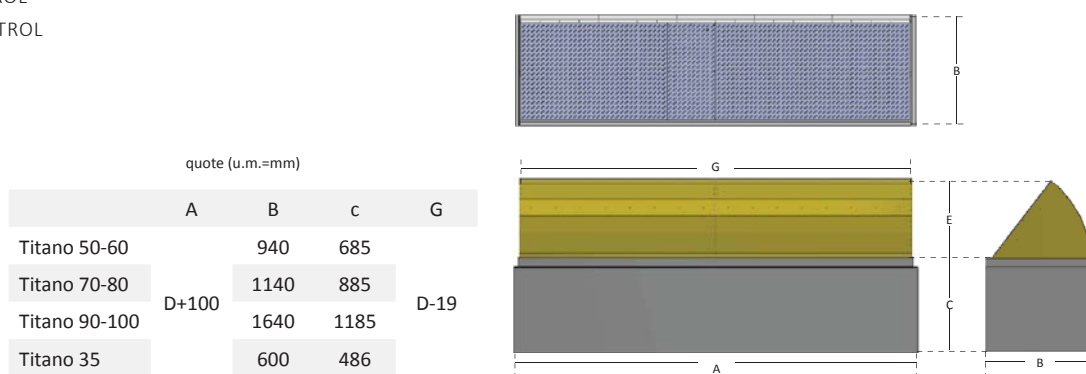 TROL
quote (u.m.=mm)
A B c G
Titano 50-60 940 685
Titano 70-80 1140 885
D+100 D-19
Titano 90-100 1640 1185
Titano 35 600 486
B
G
E
C
A
B